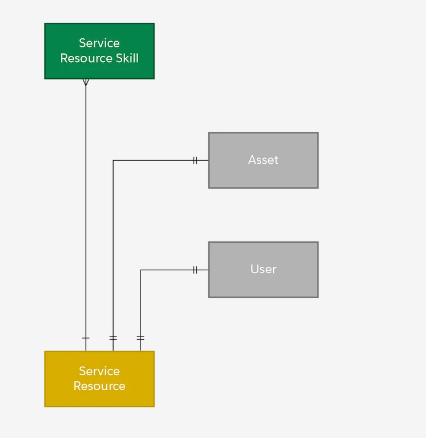 Service
Resource Skill
Asset
User
Service
Resource